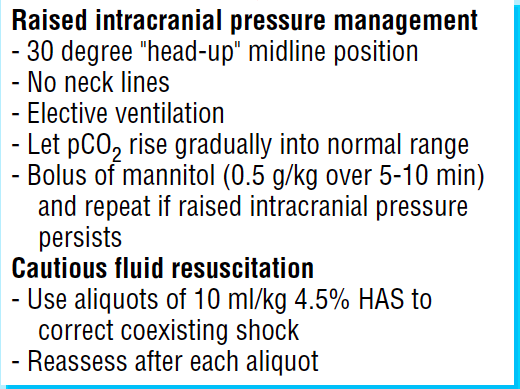 Raised intracranial pressure management
- 30 degree "head-up" midline position
- No neck lines
- Elective ventilation
- Let pCO₂ rise gradually into normal range
- Bolus of mannitol (0.5 g/kg over 5-10 min)
and repeat if raised intracranial pressure
persists
Cautious fluid resuscitation
- Use aliquots of 10 ml/kg 4.5% HAS to
correct coexisting shock
- Reassess after each aliquot